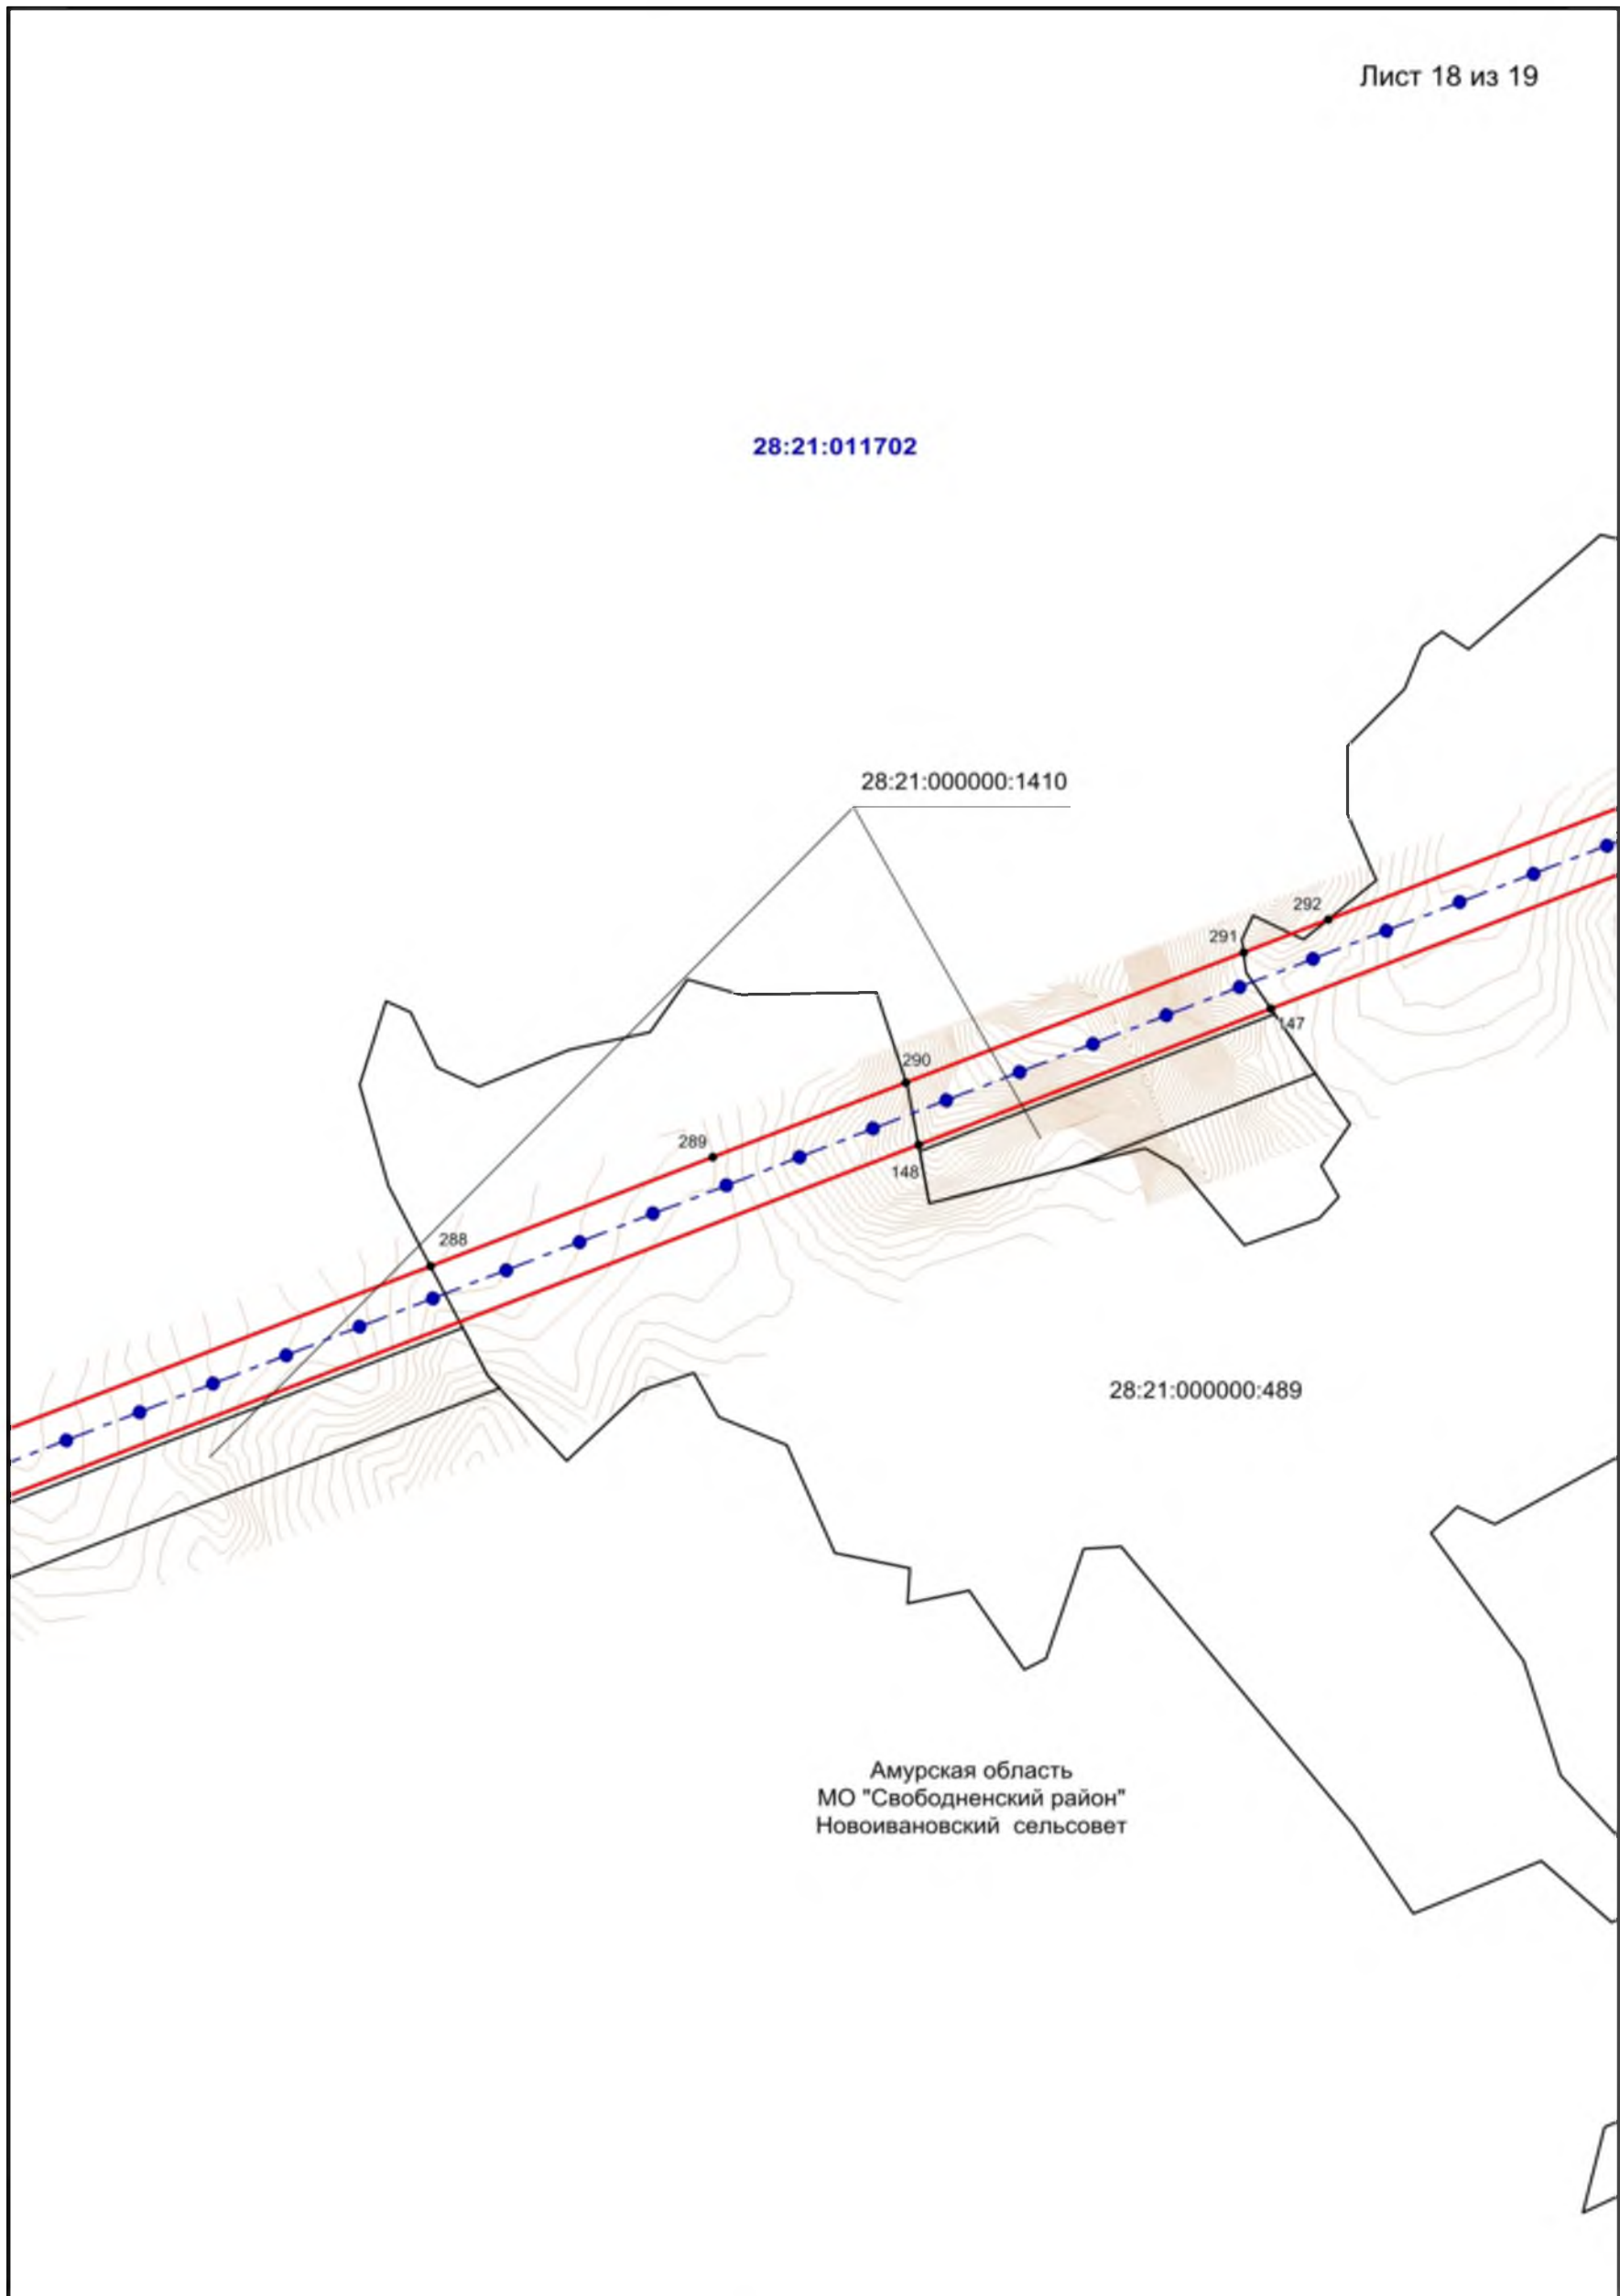 Лист 18 из 19
28:21:011702
28:21:000000:1410
292
291
147
290
289
148
288
28:21:000000:489
Амурская область
МО "Свободненский район"
Новоивановский сельсовет